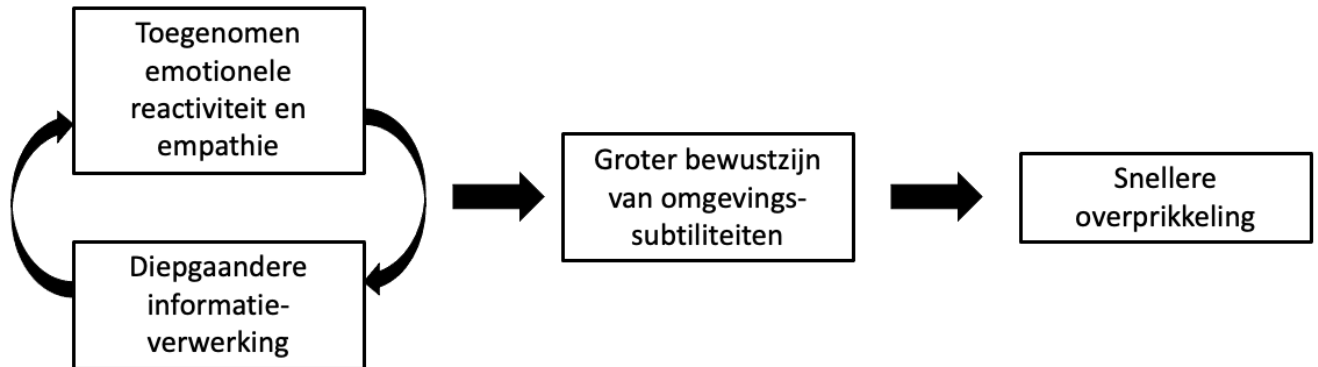 Toegenomen
emotionele
reactiviteit en
empathie
Diepgaandere
informatie-
verwerking
Groter bewustzijn
van omgevings-
subtiliteiten
Snellere
overprikkeling